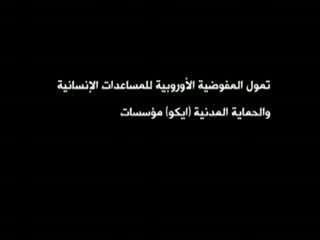 تمول المفوضية الأوروبية للمساعدات الإنسانية
والحماية المدنية (ايكو) مؤسسات